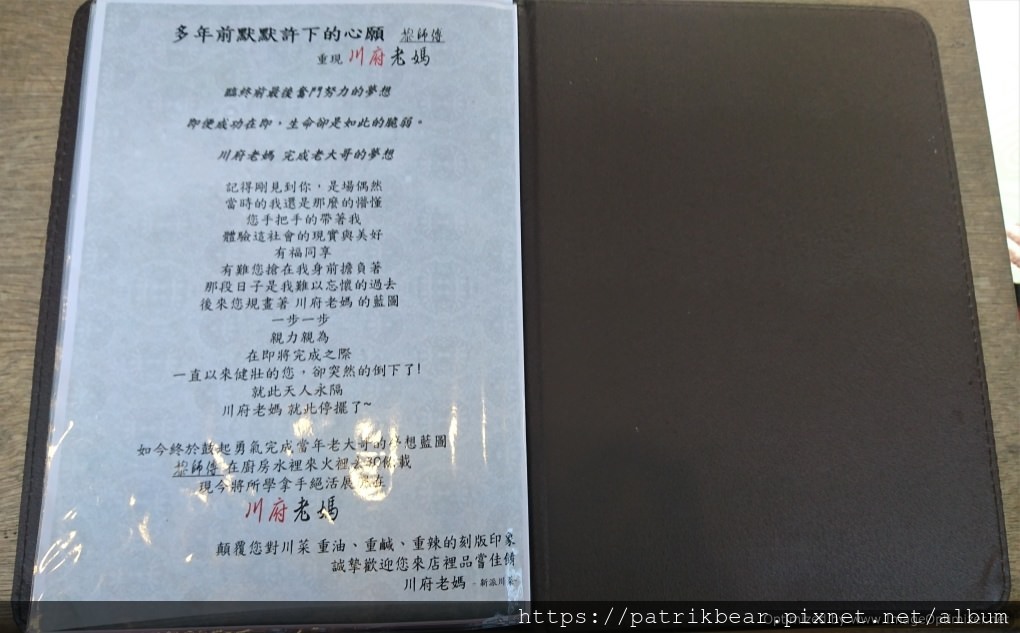 多年前默默許下的心願 黎師傅
重現 川府老媽
臨終前最後奮鬥努力的夢想
即便成功在即，生命卻是如此的脆弱。
川府老媽 完成老大哥的夢想
記得剛見到你，是場偶然
當時的我還是那麼的懵懂
您手把手的帶著我
體驗這社會的現實與美好
有福同享
有難您搶在我身前擔負著
那段日子是我難以忘懷的過去
後來您規畫著 川府老媽 的藍圖
一步一步
親力親為
在即將完成之際
一直以來健壯的您，卻突然的倒下了!
就此天人永隔
川府老媽 就此停擺了~
如今終於鼓起勇氣完成當年老大哥的夢想藍圖
黎師傅 在廚房水裡來火裡去30餘載
現今將所學拿手絕活展現在
川府老媽
顛覆您對川菜 重油、重鹹、重辣的刻版印象
誠摯歡迎您來店裡品嘗佳餚
川府老媽 - 新派川菜
https://patrikbear.pixnet.net/album